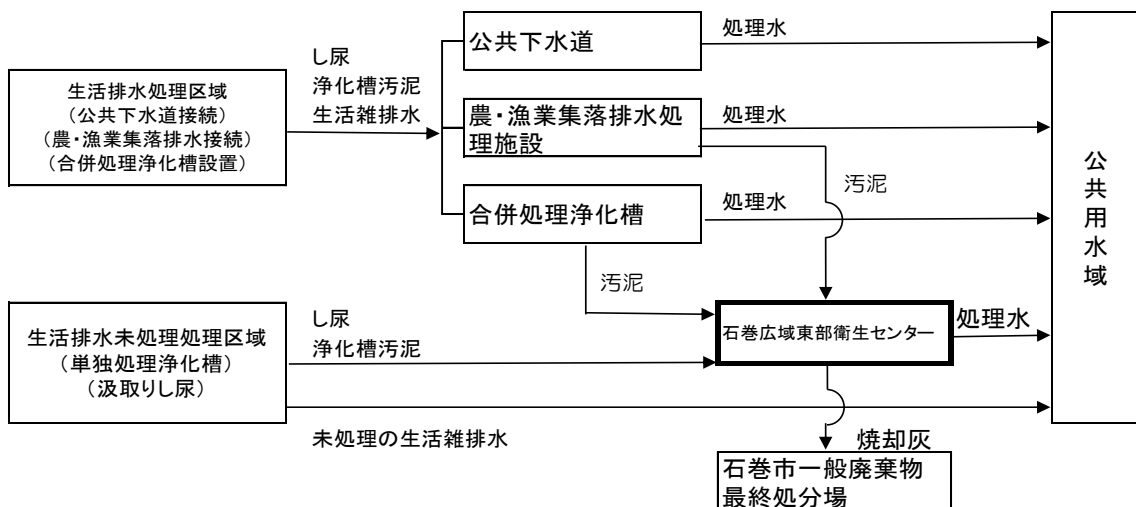 生活排水処理区域
（公共下水道接続）
（農・漁業集落排水接続）
（合併処理浄化槽設置）
し尿
浄化槽汚泥
生活雑排水
公共下水道
処理水
農・漁業集落排水処
理施設
処理水
汚泥
合併処理浄化槽
処理水
汚泥
公共用水域
生活排水未処理処理区域
（単独処理浄化槽）
（汲取りし尿）
し尿
浄化槽汚泥
石巻広域東部衛生センター
処理水
未処理の生活雑排水
焼却灰
石巻市一般廃棄物
最終処分場